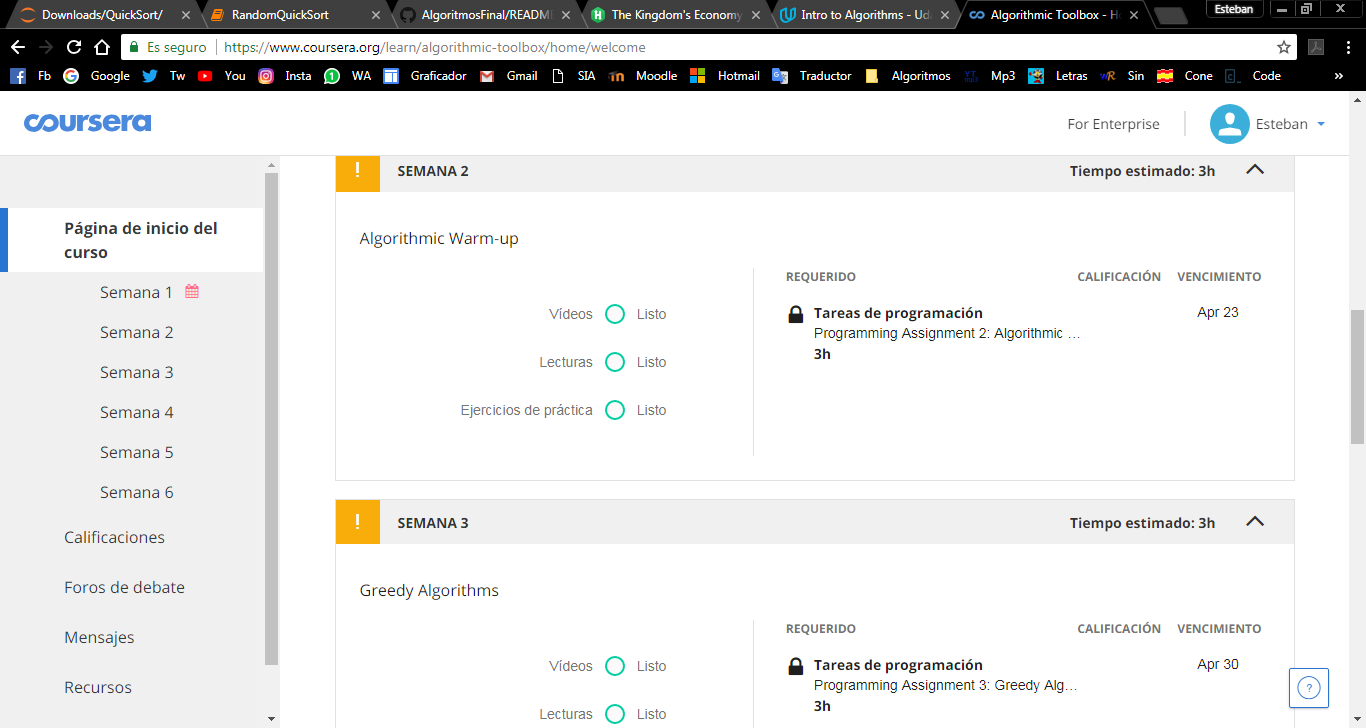 Downloads/QuickSort/
RandomQuickSort
AlgoritmosFinal/READM
The Kingdom's Economy
Intro to Algorithms - Uda
Algorithmic Toolbox - Ho
Esteban
Es seguro
https://www.coursera.org/learn/algorithmic-toolbox/home/welcome
Fb Google Tw You Insta WA Graficador Gmail SIA Moodle Hotmail Traductor Algoritmos Mp3 Letras Sin Cone Code »
coursera
For Enterprise
Esteban
Página de inicio del
curso
Semana 1
Semana 2
Semana 3
Semana 4
Semana 5
Semana 6
Calificaciones
Foros de debate
Mensajes
Recursos
! SEMANA 2 Tiempo estimado: 3h
Algorithmic Warm-up
Vídeos Listo
Lecturas Listo
Ejercicios de práctica Listo
REQUERIDO CALIFICACIÓN VENCIMIENTO
Tareas de programación Apr 23
Programming Assignment 2: Algorithmic ...
3h
! SEMANA 3 Tiempo estimado: 3h
Greedy Algorithms
Vídeos Listo
Lecturas Listo
REQUERIDO CALIFICACIÓN VENCIMIENTO
Tareas de programación Apr 30
Programming Assignment 3: Greedy Alg...
3h
?